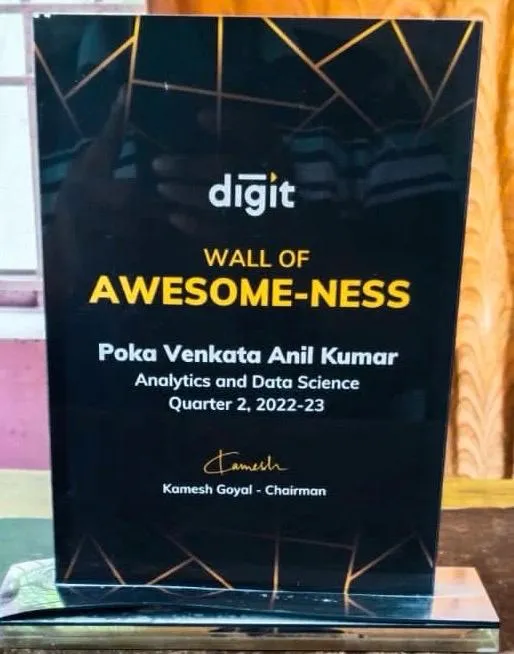 digit
WALL OF
AWESOME-NESS
Poka Venkata Anil Kumar
Analytics and Data Science
Quarter 2, 2022-23
Kamesh
Kamesh Goyal - Chairman